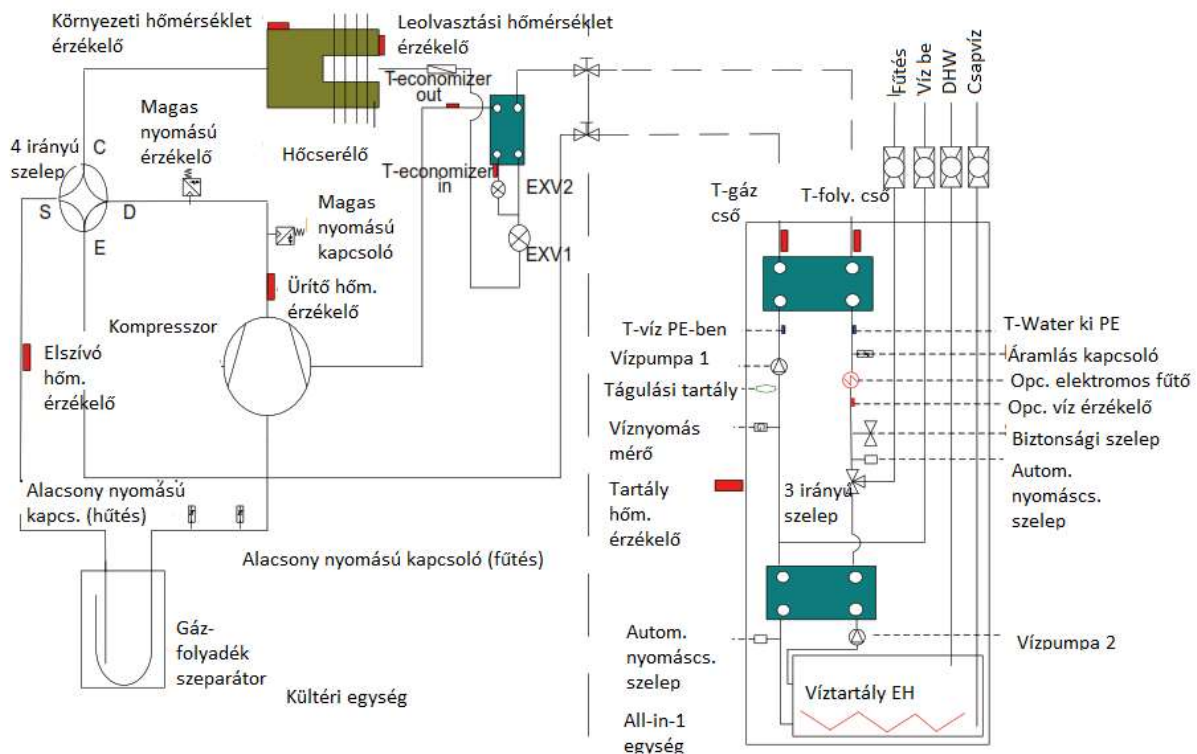 Környezeti hőmérséklet
érzékelő
Leolvasztási hőmérséklet
érzékelő
T-economizer
out
Magas
nyomású
érzékelő
4 irányú
szelep
C
S
D
E
Hőcserélő
T-economizer
in
EXV2
EXV1
Magas
nyomású
kapcsoló
Ürítő hőm.
érzékelő
Kompresszor
Elszívó
hőm.
érzékelő
Alacsony nyomású
kapcs. (hűtés)
Alacsony nyomású kapcsoló (fűtés)
Gáz-
folyadék
szeparátor
Kültéri egység
Fűtés
Víz be
DHW
Csapvíz
T-gáz
cső
T-folv. cső
T-víz PE-ben
Vízpumpa 1
Tágulási tartály
Víznyomás
mérő
Tartály
hőm.
érzékelő
3 irányú
szelep
T-Water ki PE
Áramlás kapcsoló
Opc. elektromos fűtő
Opc. víz érzékelő
Biztonsági szelep
Autom.
nyomáscs.
szelep
Autom.
nyomáscs.
szelep
Vízpumpa 2
Víztartály EH
All-in-1
egység